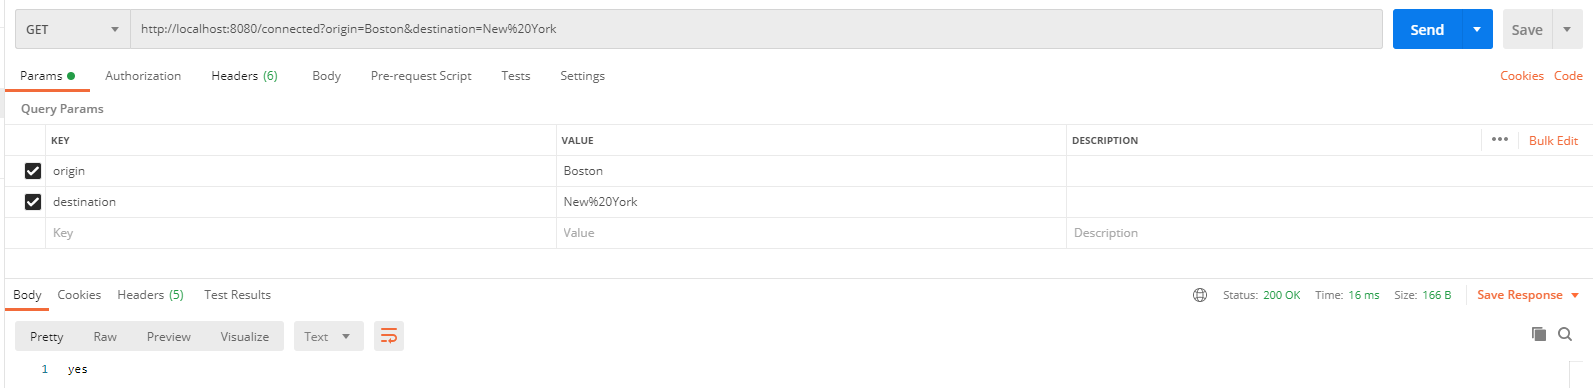 GET http://localhost:8080/connected?origin=Boston&destination=New%20York Send Save
Params Authorization Headers (6) Body Pre-request Script Tests Settings Cookies Code
Query Params
KEY VALUE DESCRIPTION ••• Bulk Edit
origin Boston
destination New%20York
Key Value Description
Body Cookies Headers (5) Test Results Status: 200 OK Time: 16 ms Size: 166 B Save Response
Pretty Raw Preview Visualize Text
1 yes